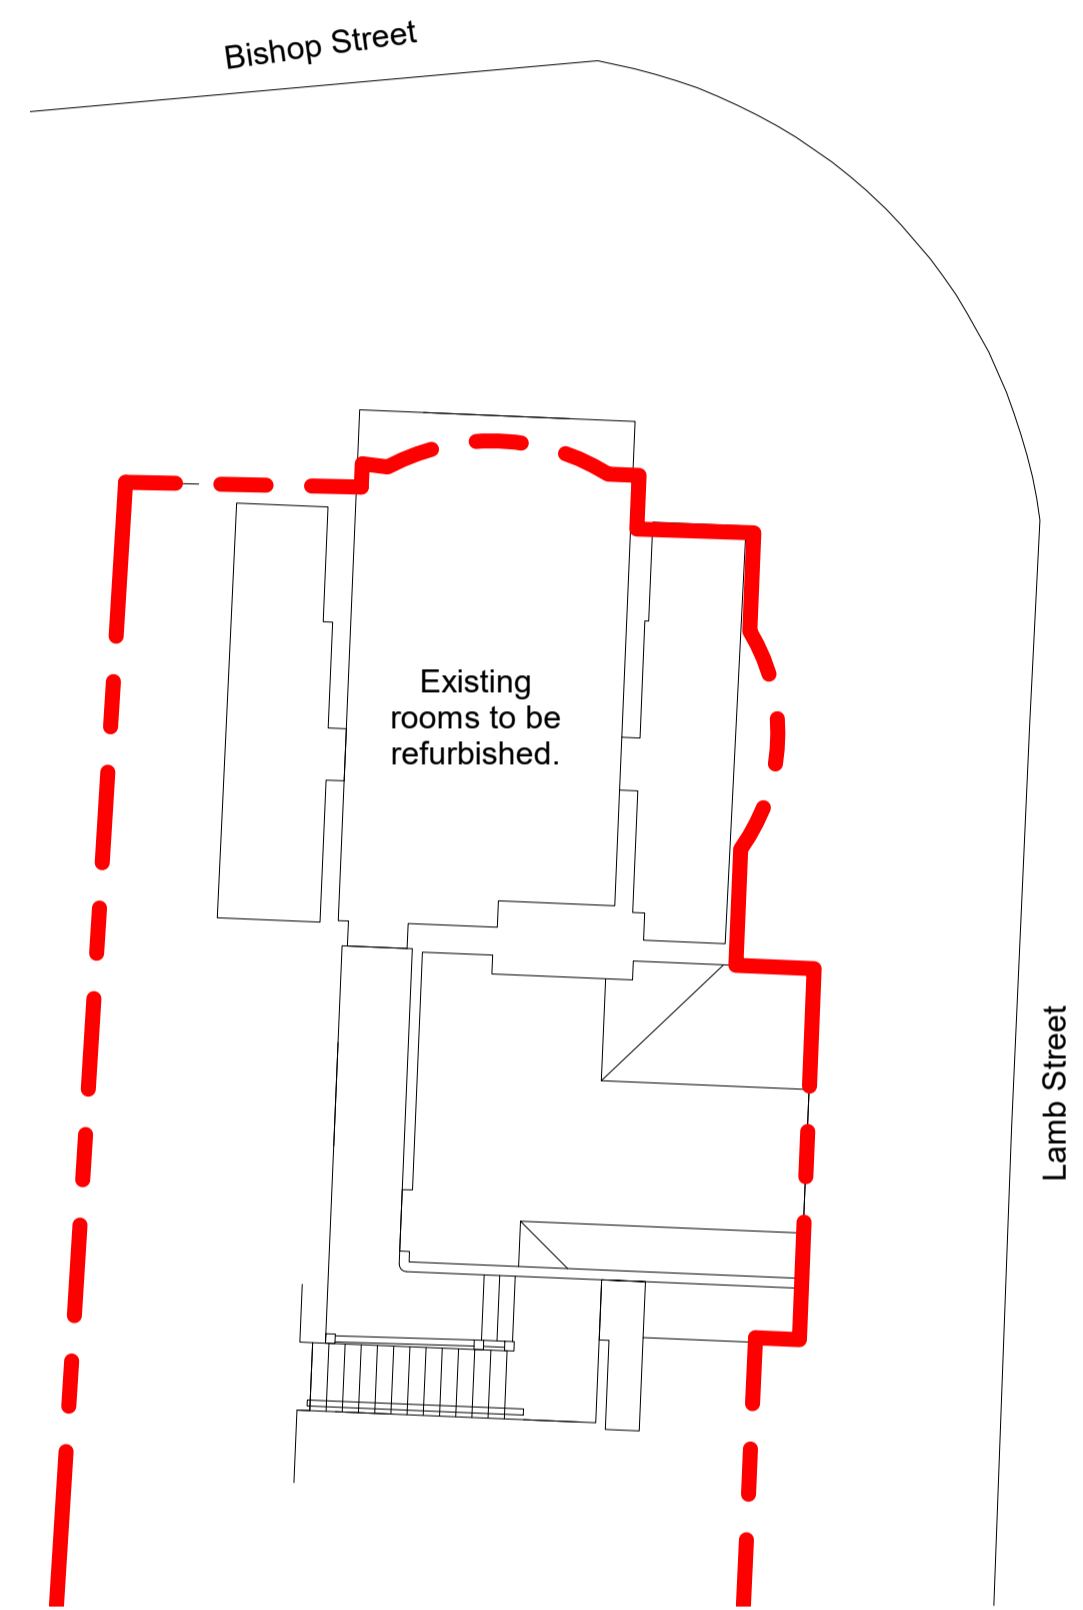 Bishop Street
Existing
rooms to be
refurbished.
Lamb Street